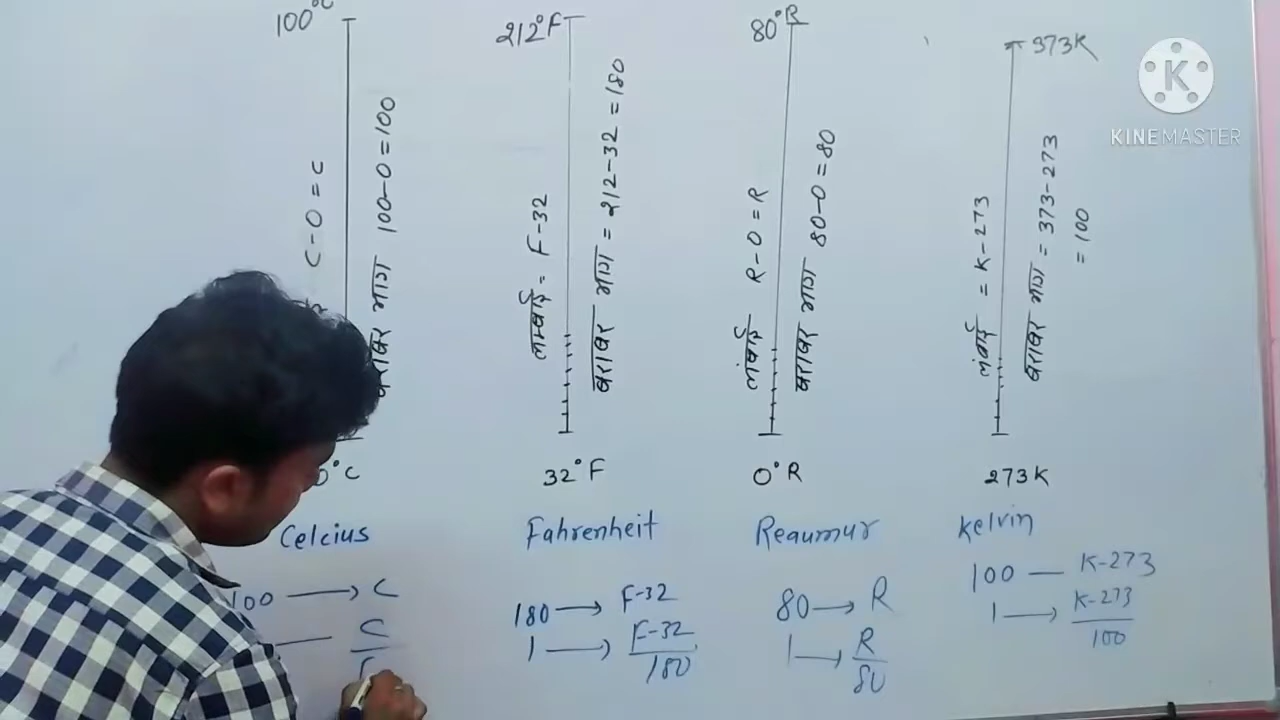 100°C
C-0=C
बराबर भाग 100-0=100
0°C
Celcius
100 → C
C
212°F
लम्बाई = F-32
बराबर भाग = 212-32=180
32°F
Fahrenheit
180 → F-32
1 → F-32/180
80°R
लंबाई R-0=R
बराबर भाग 80-0=80
0°R
Reaumur
80 → R
1 → R/80
373K
लंबाई = K-273
बराबर भाग = 373-273
= 100
273K
Kelvin
100 — K-273
1 → K-273/100
K
KINEMASTER